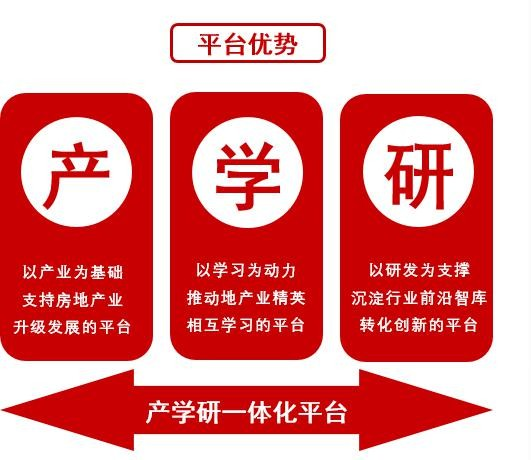 平台优势
产
以产业为基础
支持房地产业
升级发展的平台
学
以学习为动力
推动地产业精英
相互学习的平台
研
以研发为支撑
沉淀行业前沿智库
转化创新的平台
产学研一体化平台